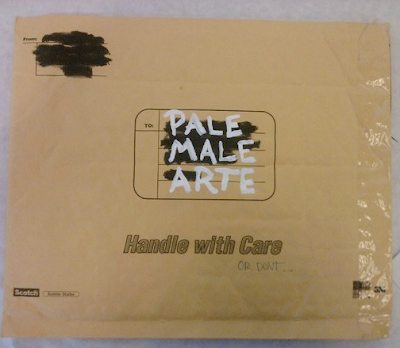 From:
TO:
PALE
MALE
ARTE
Handle with Care
OR DON'T...
Scotch